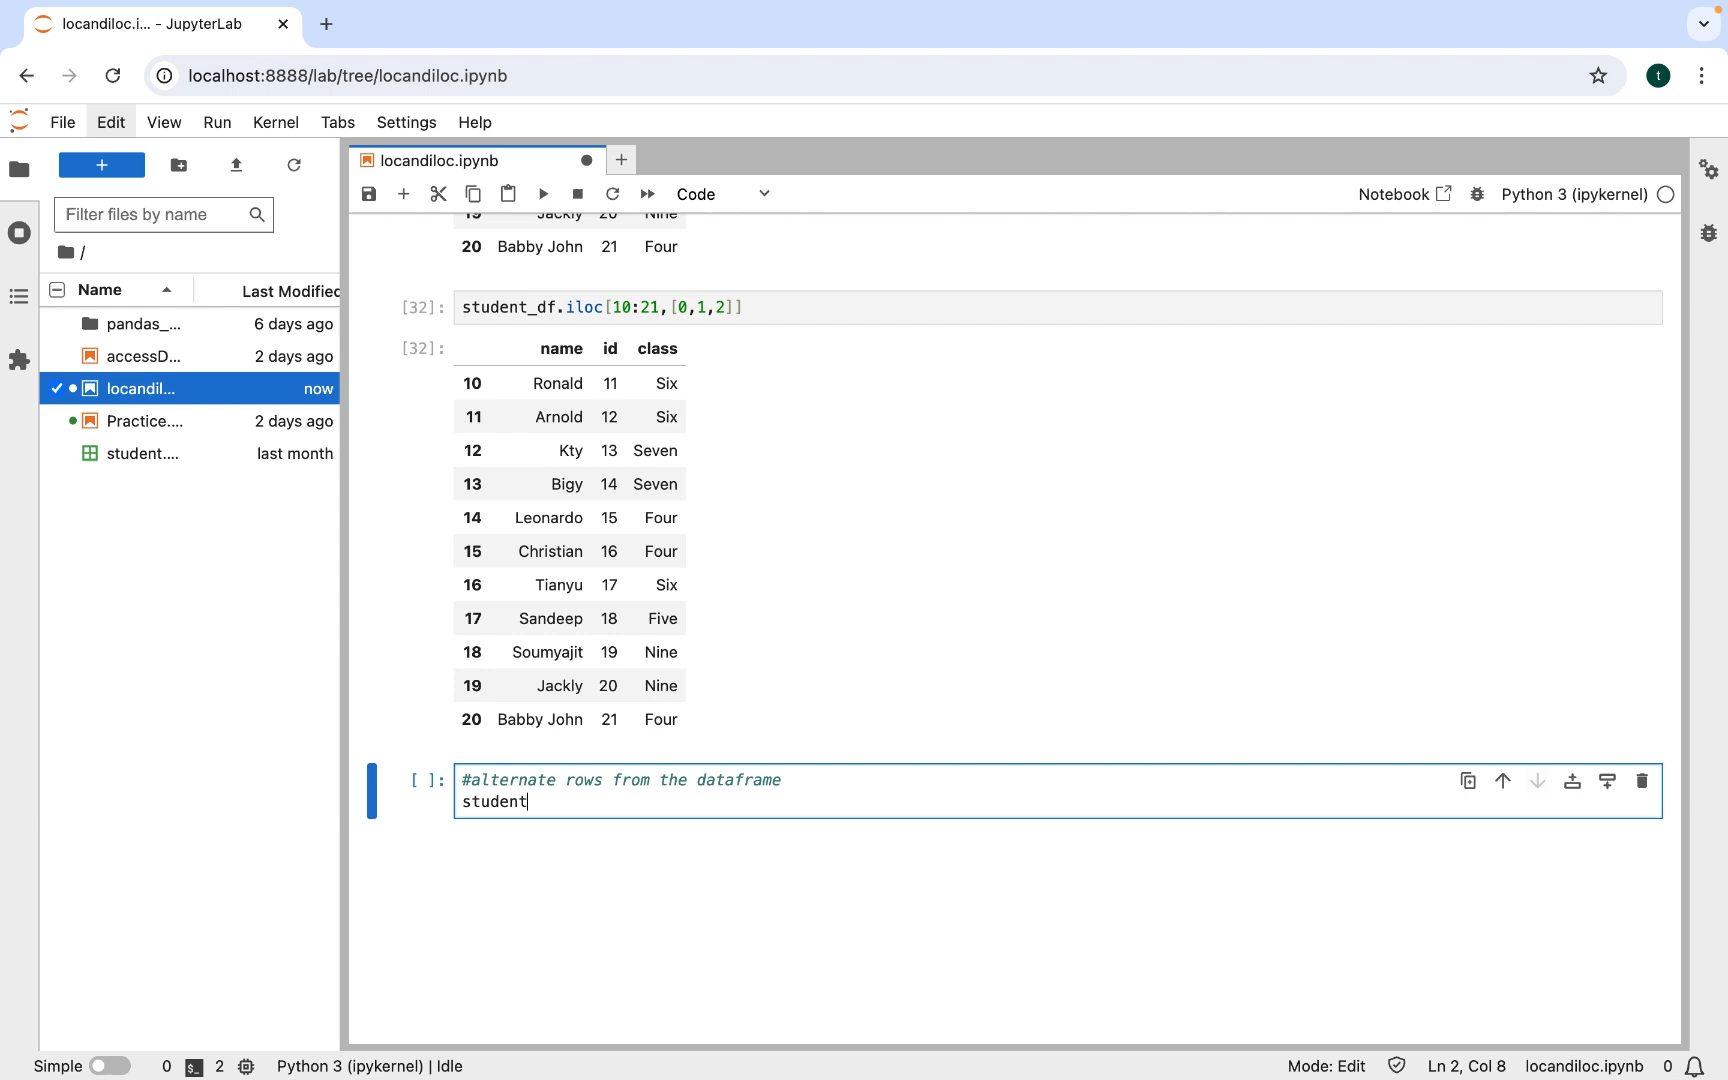 locandiloc.i... - JupyterLab
localhost:8888/lab/tree/locandiloc.ipynb
t
File Edit View Run Kernel Tabs Settings Help
locandiloc.ipynb
Code
Notebook
Python 3 (ipykernel)
Filter files by name
/
Name
Last Modified
pandas_... 6 days ago
accessD... 2 days ago
locandil... now
Practice.... 2 days ago
student.... last month
19 Jackly 20 Nine
20 Babby John 21 Four
[32]: student_df.iloc[10:21,[0,1,2]]
[32]: name id class
10 Ronald 11 Six
11 Arnold 12 Six
12 Kty 13 Seven
13 Bigy 14 Seven
14 Leonardo 15 Four
15 Christian 16 Four
16 Tianyu 17 Six
17 Sandeep 18 Five
18 Soumyajit 19 Nine
19 Jackly 20 Nine
20 Babby John 21 Four
[ ]: #alternate rows from the dataframe
student
Simple 0 $_ 2 Python 3 (ipykernel) | Idle Mode: Edit Ln 2, Col 8 locandiloc.ipynb 0